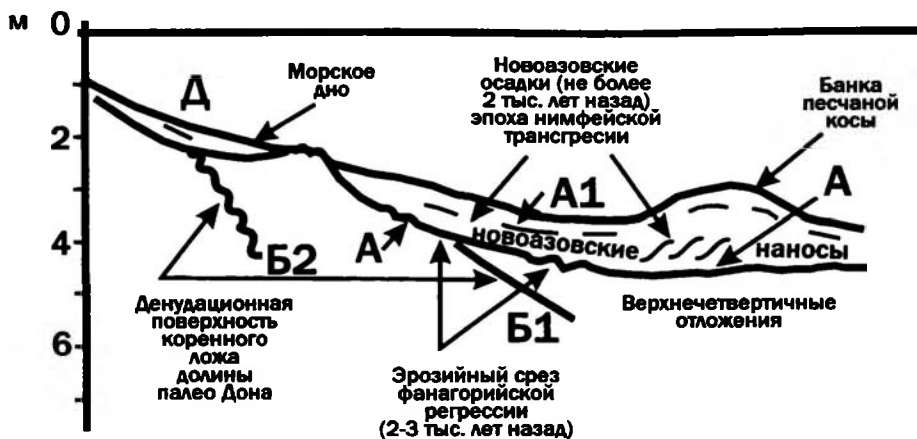 м
0
2
4
6
Д
Морское
дно
Новоазовские
осадки (не более
2 тыс. лет назад)
эпоха нимфейской
трансгресии
Банка
песчаной
косы
А
А1
А
новоазовские
наносы
Б2
Б1
Верхнечетвертичные
отложения
Денудационная
поверхность
коренного
ложа
долины
палео Дона
Эрозийный срез
фанагорийской
регрессии
(2-3 тыс. лет назад)